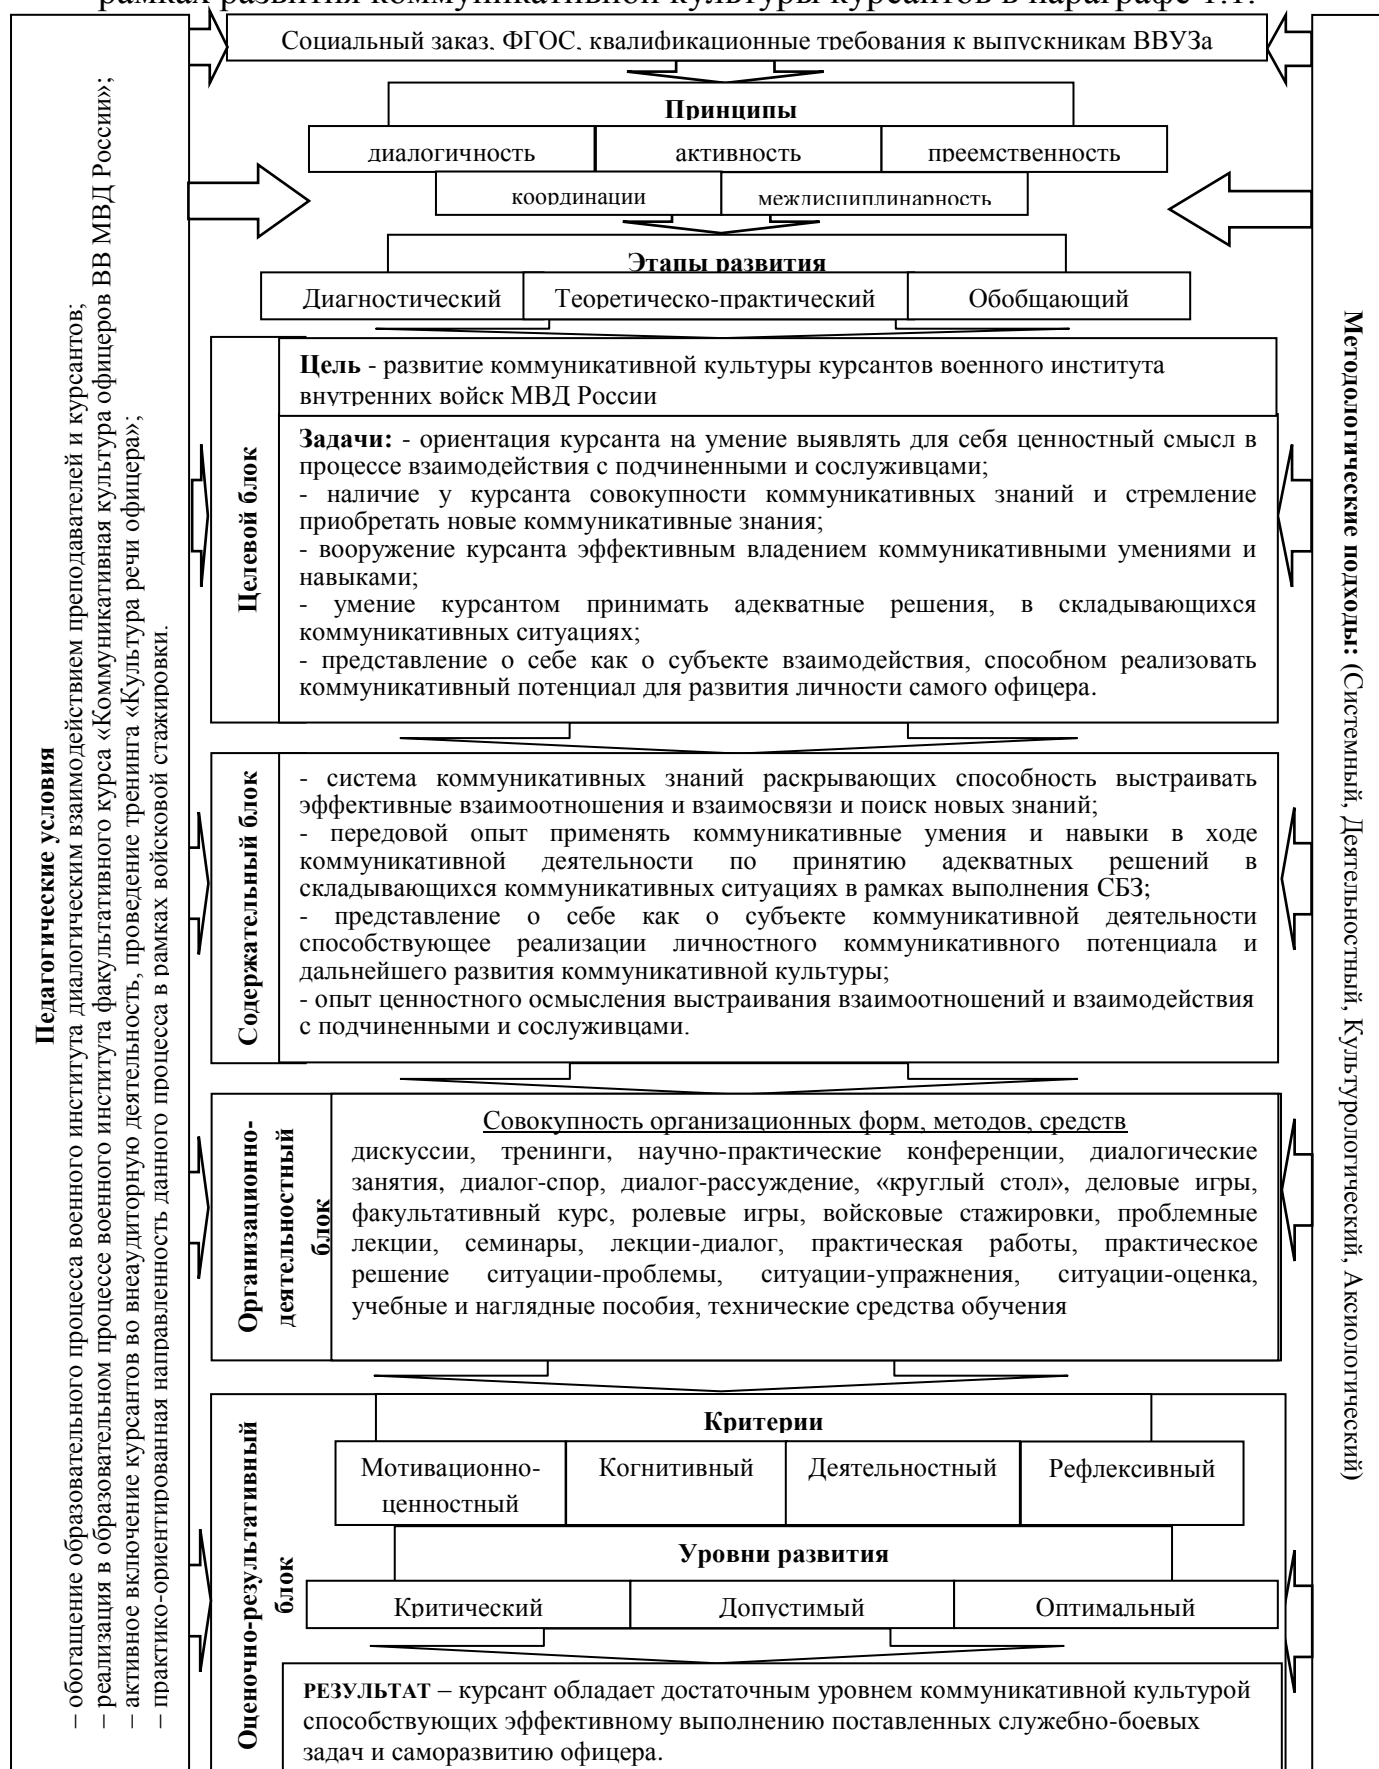 рамках развития коммуникативной культуры курсантов в параграфе 1.1.
Социальный заказ, ФГОС, квалификационные требования к выпускникам ВВУЗа
Принципы
диалогичность
активность
преемственность
координации
междисциплинарность
Этапы развития
Диагностический
Теоретическо-практический
Обобщающий
Педагогические условия
– обогащение образовательного процесса военного института диалогическим взаимодействием преподавателей и курсантов;
– реализация в образовательном процессе военного института факультативного курса «Коммуникативная культура офицеров ВВ МВД России»;
– активное включение курсантов во внеаудиторную деятельность, проведение тренинга «Культура речи офицера»;
– практико-ориентированная направленность данного процесса в рамках войсковой стажировки.
Целевой блок
Цель - развитие коммуникативной культуры курсантов военного института
внутренних войск МВД России
Задачи: - ориентация курсанта на умение выявлять для себя ценностный смысл в
процессе взаимодействия с подчиненными и сослуживцами;
- наличие у курсанта совокупности коммуникативных знаний и стремление
приобретать новые коммуникативные знания;
- вооружение курсанта эффективным владением коммуникативными умениями и
навыками;
- умение курсантом принимать адекватные решения, в складывающихся
коммуникативных ситуациях;
- представление о себе как о субъекте взаимодействия, способном реализовать
коммуникативный потенциал для развития личности самого офицера.
Содержательный блок
- система коммуникативных знаний раскрывающих способность выстраивать
эффективные взаимоотношения и взаимосвязи и поиск новых знаний;
- передовой опыт применять коммуникативные умения и навыки в ходе
коммуникативной деятельности по принятию адекватных решений в
складывающихся коммуникативных ситуациях в рамках выполнения СБЗ;
- представление о себе как о субъекте коммуникативной деятельности
способствующее реализации личностного коммуникативного потенциала и
дальнейшего развития коммуникативной культуры;
- опыт ценностного осмысления выстраивания взаимоотношений и взаимодействия
с подчиненными и сослуживцами.
Организационно-
деятельностный
блок
Совокупность организационных форм, методов, средств
дискуссии, тренинги, научно-практические конференции, диалогические
занятия, диалог-спор, диалог-рассуждение, «круглый стол», деловые игры,
факультативный курс, ролевые игры, войсковые стажировки, проблемные
лекции, семинары, лекции-диалог, практическая работы, практическое
решение ситуации-проблемы, ситуации-упражнения, ситуации-оценка,
учебные и наглядные пособия, технические средства обучения
Оценочно-результативный
блок
Критерии
Мотивационно-
ценностный
Когнитивный
Деятельностный
Рефлексивный
Уровни развития
Критический
Допустимый
Оптимальный
РЕЗУЛЬТАТ – курсант обладает достаточным уровнем коммуникативной культурой
способствующих эффективному выполнению поставленных служебно-боевых
задач и саморазвитию офицера.
Методологические подходы: (Системный, Деятельностный, Культурологический, Аксиологический)